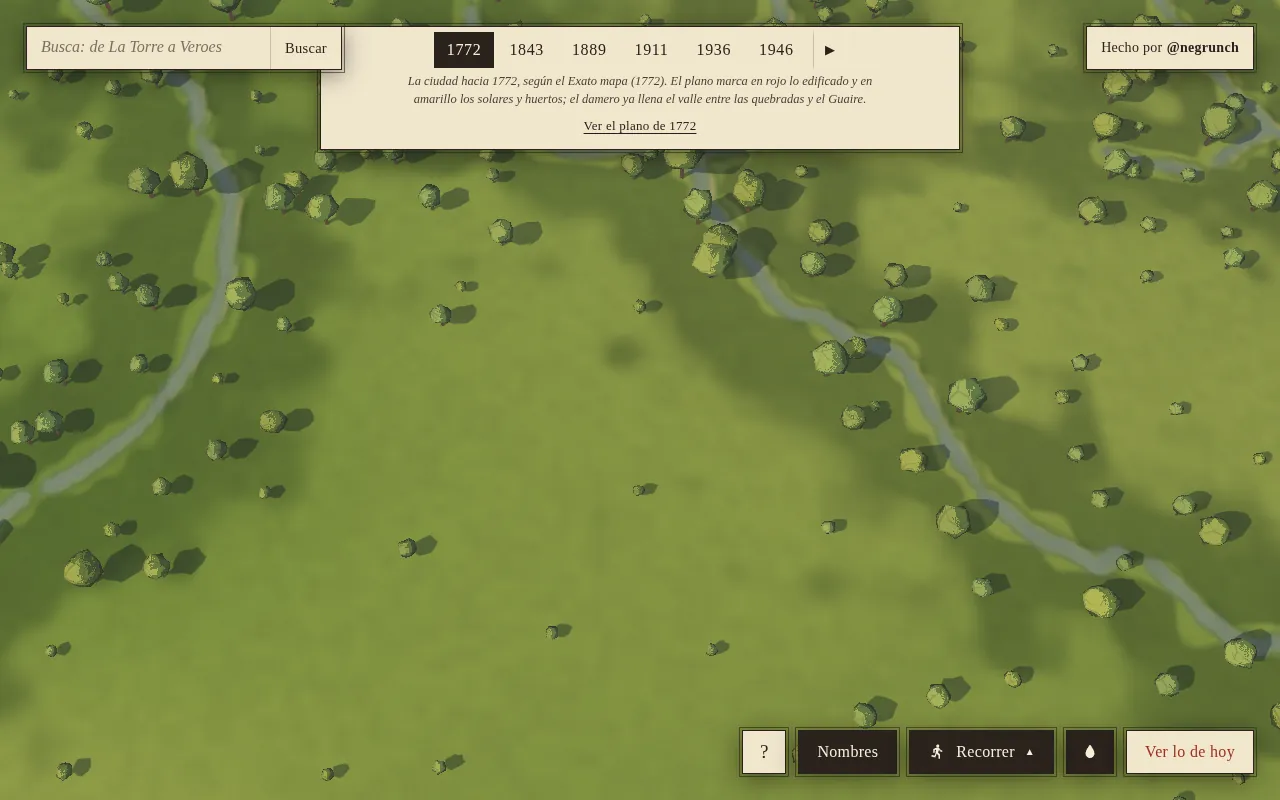 Busca: de La Torre a Veroes
Buscar
1772 1843 1889 1911 1936 1946
La ciudad hacia 1772, según el Exato mapa (1772). El plano marca en rojo lo edificado y en
amarillo los solares y huertos; el damero ya llena el valle entre las quebradas y el Guaire.
Ver el plano de 1772
Hecho por @negrunch
?
Nombres
Recorrer
Ver lo de hoy